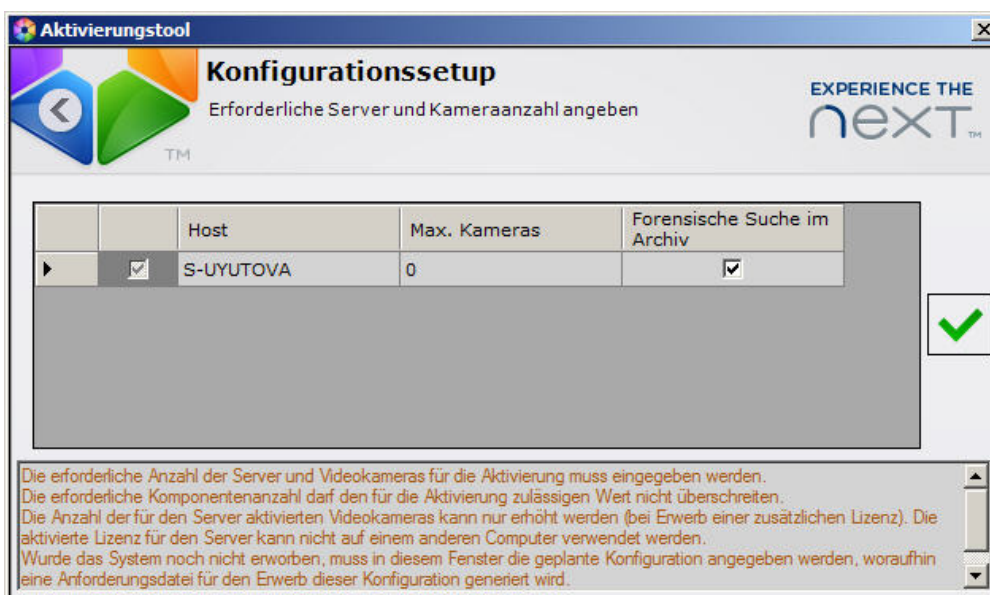 Aktivierungstool
Konfigurationssetup
Erforderliche Server und Kameraanzahl angeben
TM
EXPERIENCE THE
nexT™
Host
Max. Kameras
Forensische Suche im
Archiv
S-UYUTOVA
0
Die erforderliche Anzahl der Server und Videokameras für die Aktivierung muss eingegeben werden.
Die erforderliche Komponentenanzahl darf den für die Aktivierung zulässigen Wert nicht überschreiten.
Die Anzahl der für den Server aktivierten Videokameras kann nur erhöht werden (bei Erwerb einer zusätzlichen Lizenz). Die
aktivierte Lizenz für den Server kann nicht auf einem anderen Computer verwendet werden.
Wurde das System noch nicht erworben, muss in diesem Fenster die geplante Konfiguration angegeben werden, woraufhin
eine Anforderungsdatei für den Erwerb dieser Konfiguration generiert wird.